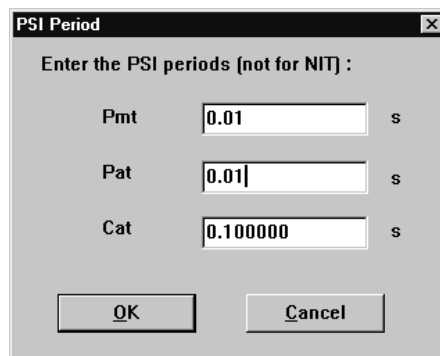 PSI Period
Enter the PSI periods (not for NIT) :
Pmt 0.01 s
Pat 0.01 s
Cat 0.100000 s
OK Cancel